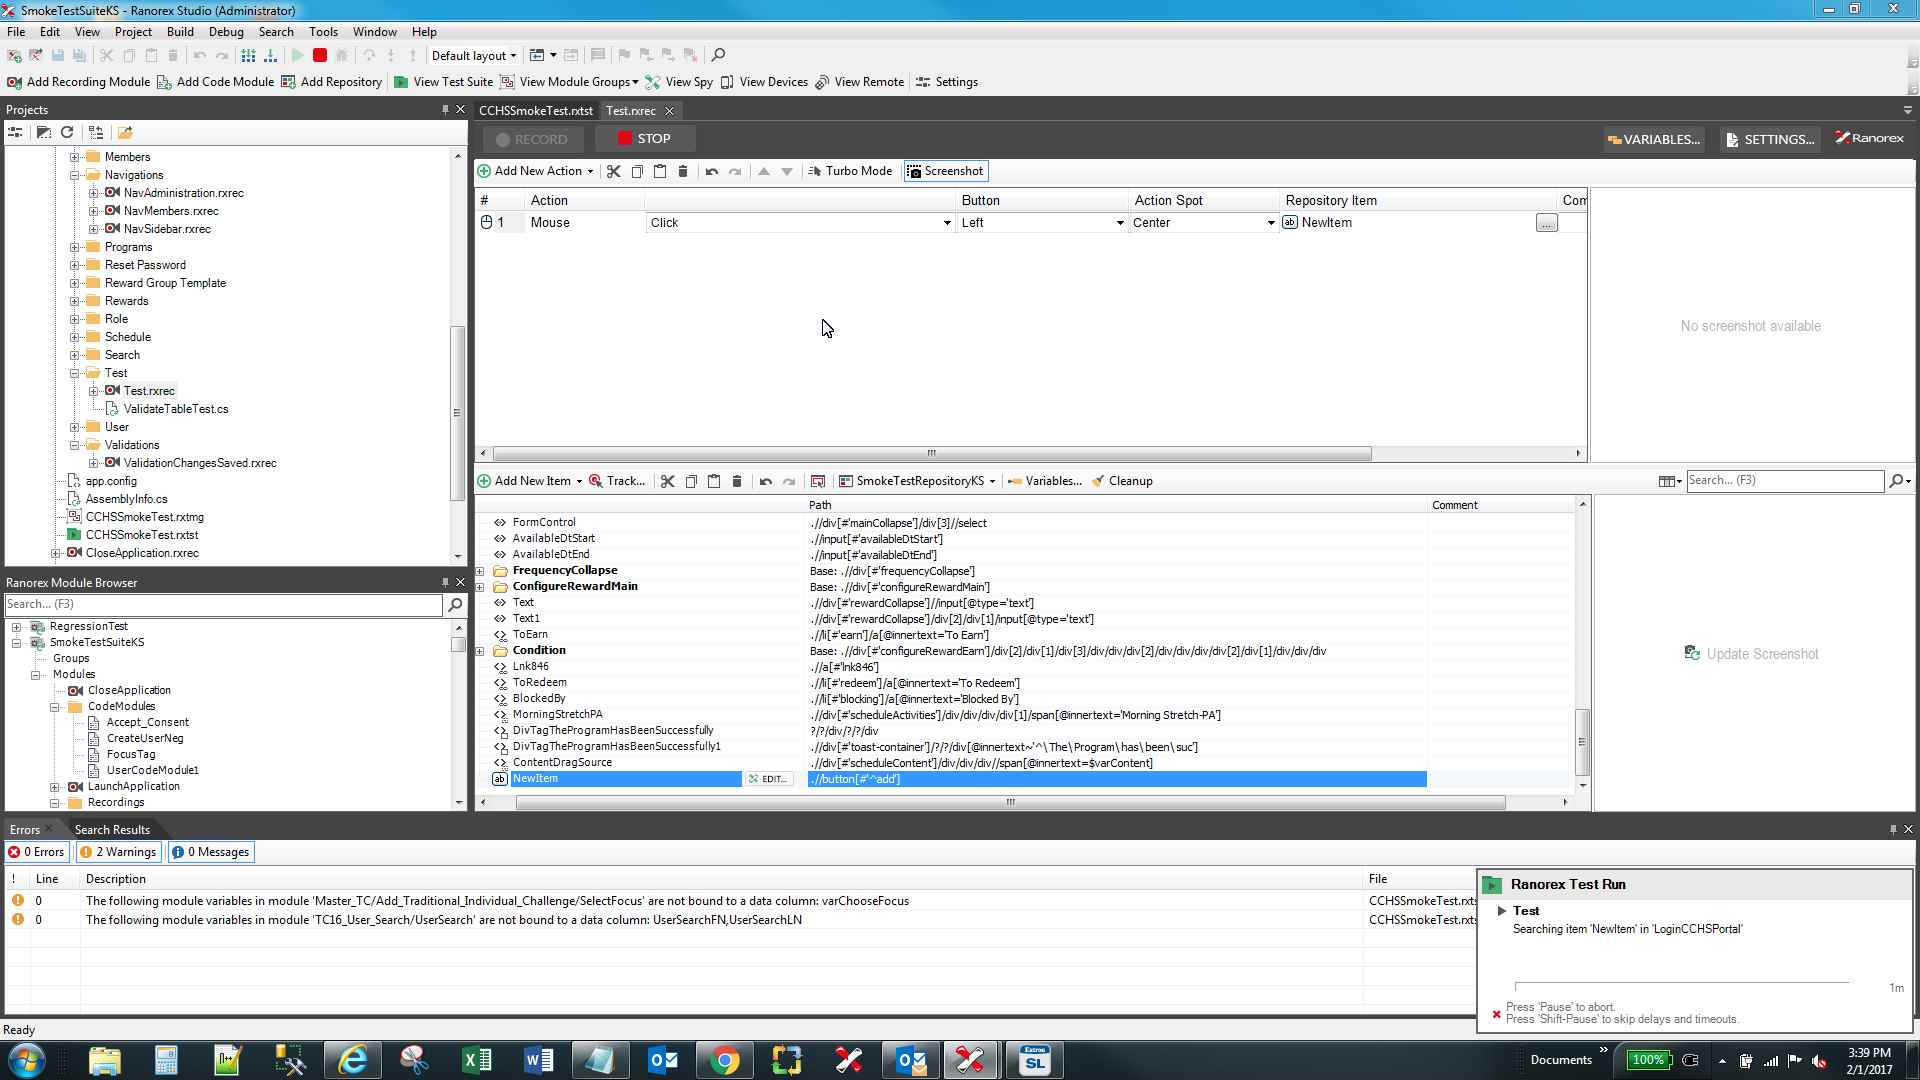 SmokeTestSuiteKS - Ranorex Studio (Administrator)
File Edit View Project Build Debug Search Tools Window Help
Default layout
Add Recording Module Add Code Module Add Repository View Test Suite View Module Groups View Spy View Devices View Remote Settings
Projects
Members
Navigations
NavAdministration.rxrec
NavMembers.rxrec
NavSidebar.rxrec
Programs
Reset Password
Reward Group Template
Rewards
Role
Schedule
Search
Test
Test.rxrec
ValidateTableTest.cs
User
Validations
ValidationChangesSaved.rxrec
app.config
AssemblyInfo.cs
CCHSSmokeTest.rxtmg
CCHSSmokeTest.rxtst
CloseApplication.rxrec
Ranorex Module Browser
Search... (F3)
RegressionTest
SmokeTestSuiteKS
Groups
Modules
CloseApplication
CodeModules
Accept_Consent
CreateUserNeg
FocusTag
UserCodeModule1
LaunchApplication
Recordings
CCHSSmokeTest.rxtst Test.rxrec
RECORD STOP VARIABLES... SETTINGS... Ranorex
Add New Action Turbo Mode Screenshot
# Action Button Action Spot Repository Item Com
1 Mouse Click Left Center NewItem ...
No screenshot available
Add New Item Track... SmokeTestRepositoryKS Variables... Cleanup Search... (F3)
Path Comment
FormControl .//div[#'mainCollapse']/div[3]//select
AvailableDtStart .//input[#'availableDtStart']
AvailableDtEnd .//input[#'availableDtEnd']
FrequencyCollapse Base: .//div[#'frequencyCollapse']
ConfigureRewardMain Base: .//div[#'configureRewardMain']
Text .//div[#'rewardCollapse']//input[@type='text']
Text1 .//div[#'rewardCollapse']/div[2]/div[1]/input[@type='text']
ToEarn .//li[#'earn']/a[@innertext='To Earn']
Condition Base: .//div[#'configureRewardEarn']/div[2]/div[1]/div[3]/div/div/div[2]/div/div/div/div[2]/div[1]/div/div/div
Lnk846 .//a[#'lnk846']
ToRedeem .//li[#'redeem']/a[@innertext='To Redeem']
BlockedBy .//li[#'blocking']/a[@innertext='Blocked By']
MorningStretchPA .//div[#'scheduleActivities']/div/div/div/div[1]/span[@innertext='Morning Stretch-PA']
DivTagTheProgramHasBeenSuccessfully ?/?/div/?/?/div
DivTagTheProgramHasBeenSuccessfully1 .//div[#'toast-container']/?/?/div[@innertext~'^\ The\ Program\ has\ been\ suc']
ContentDragSource .//div[#'scheduleContent']/div/div/div//span[@innertext=$varContent]
NewItem EDIT... .//button[#'^add']
Update Screenshot
Errors Search Results
0 Errors 2 Warnings 0 Messages
! Line Description File
0 The following module variables in module 'Master_TC/Add_Traditional_Individual_Challenge/SelectFocus' are not bound to a data column: varChooseFocus CCHSSmokeTest.rxts
0 The following module variables in module 'TC16_User_Search/UserSearch' are not bound to a data column: UserSearchFN,UserSearchLN CCHSSmokeTest.rxts
Ranorex Test Run
Test
Searching item 'NewItem' in 'LoginCCHSPortal'
1m
Press 'Pause' to abort.
Press 'Shift-Pause' to skip delays and timeouts.
Ready
Extros SL
Documents
100%
3:39 PM
2/1/2017